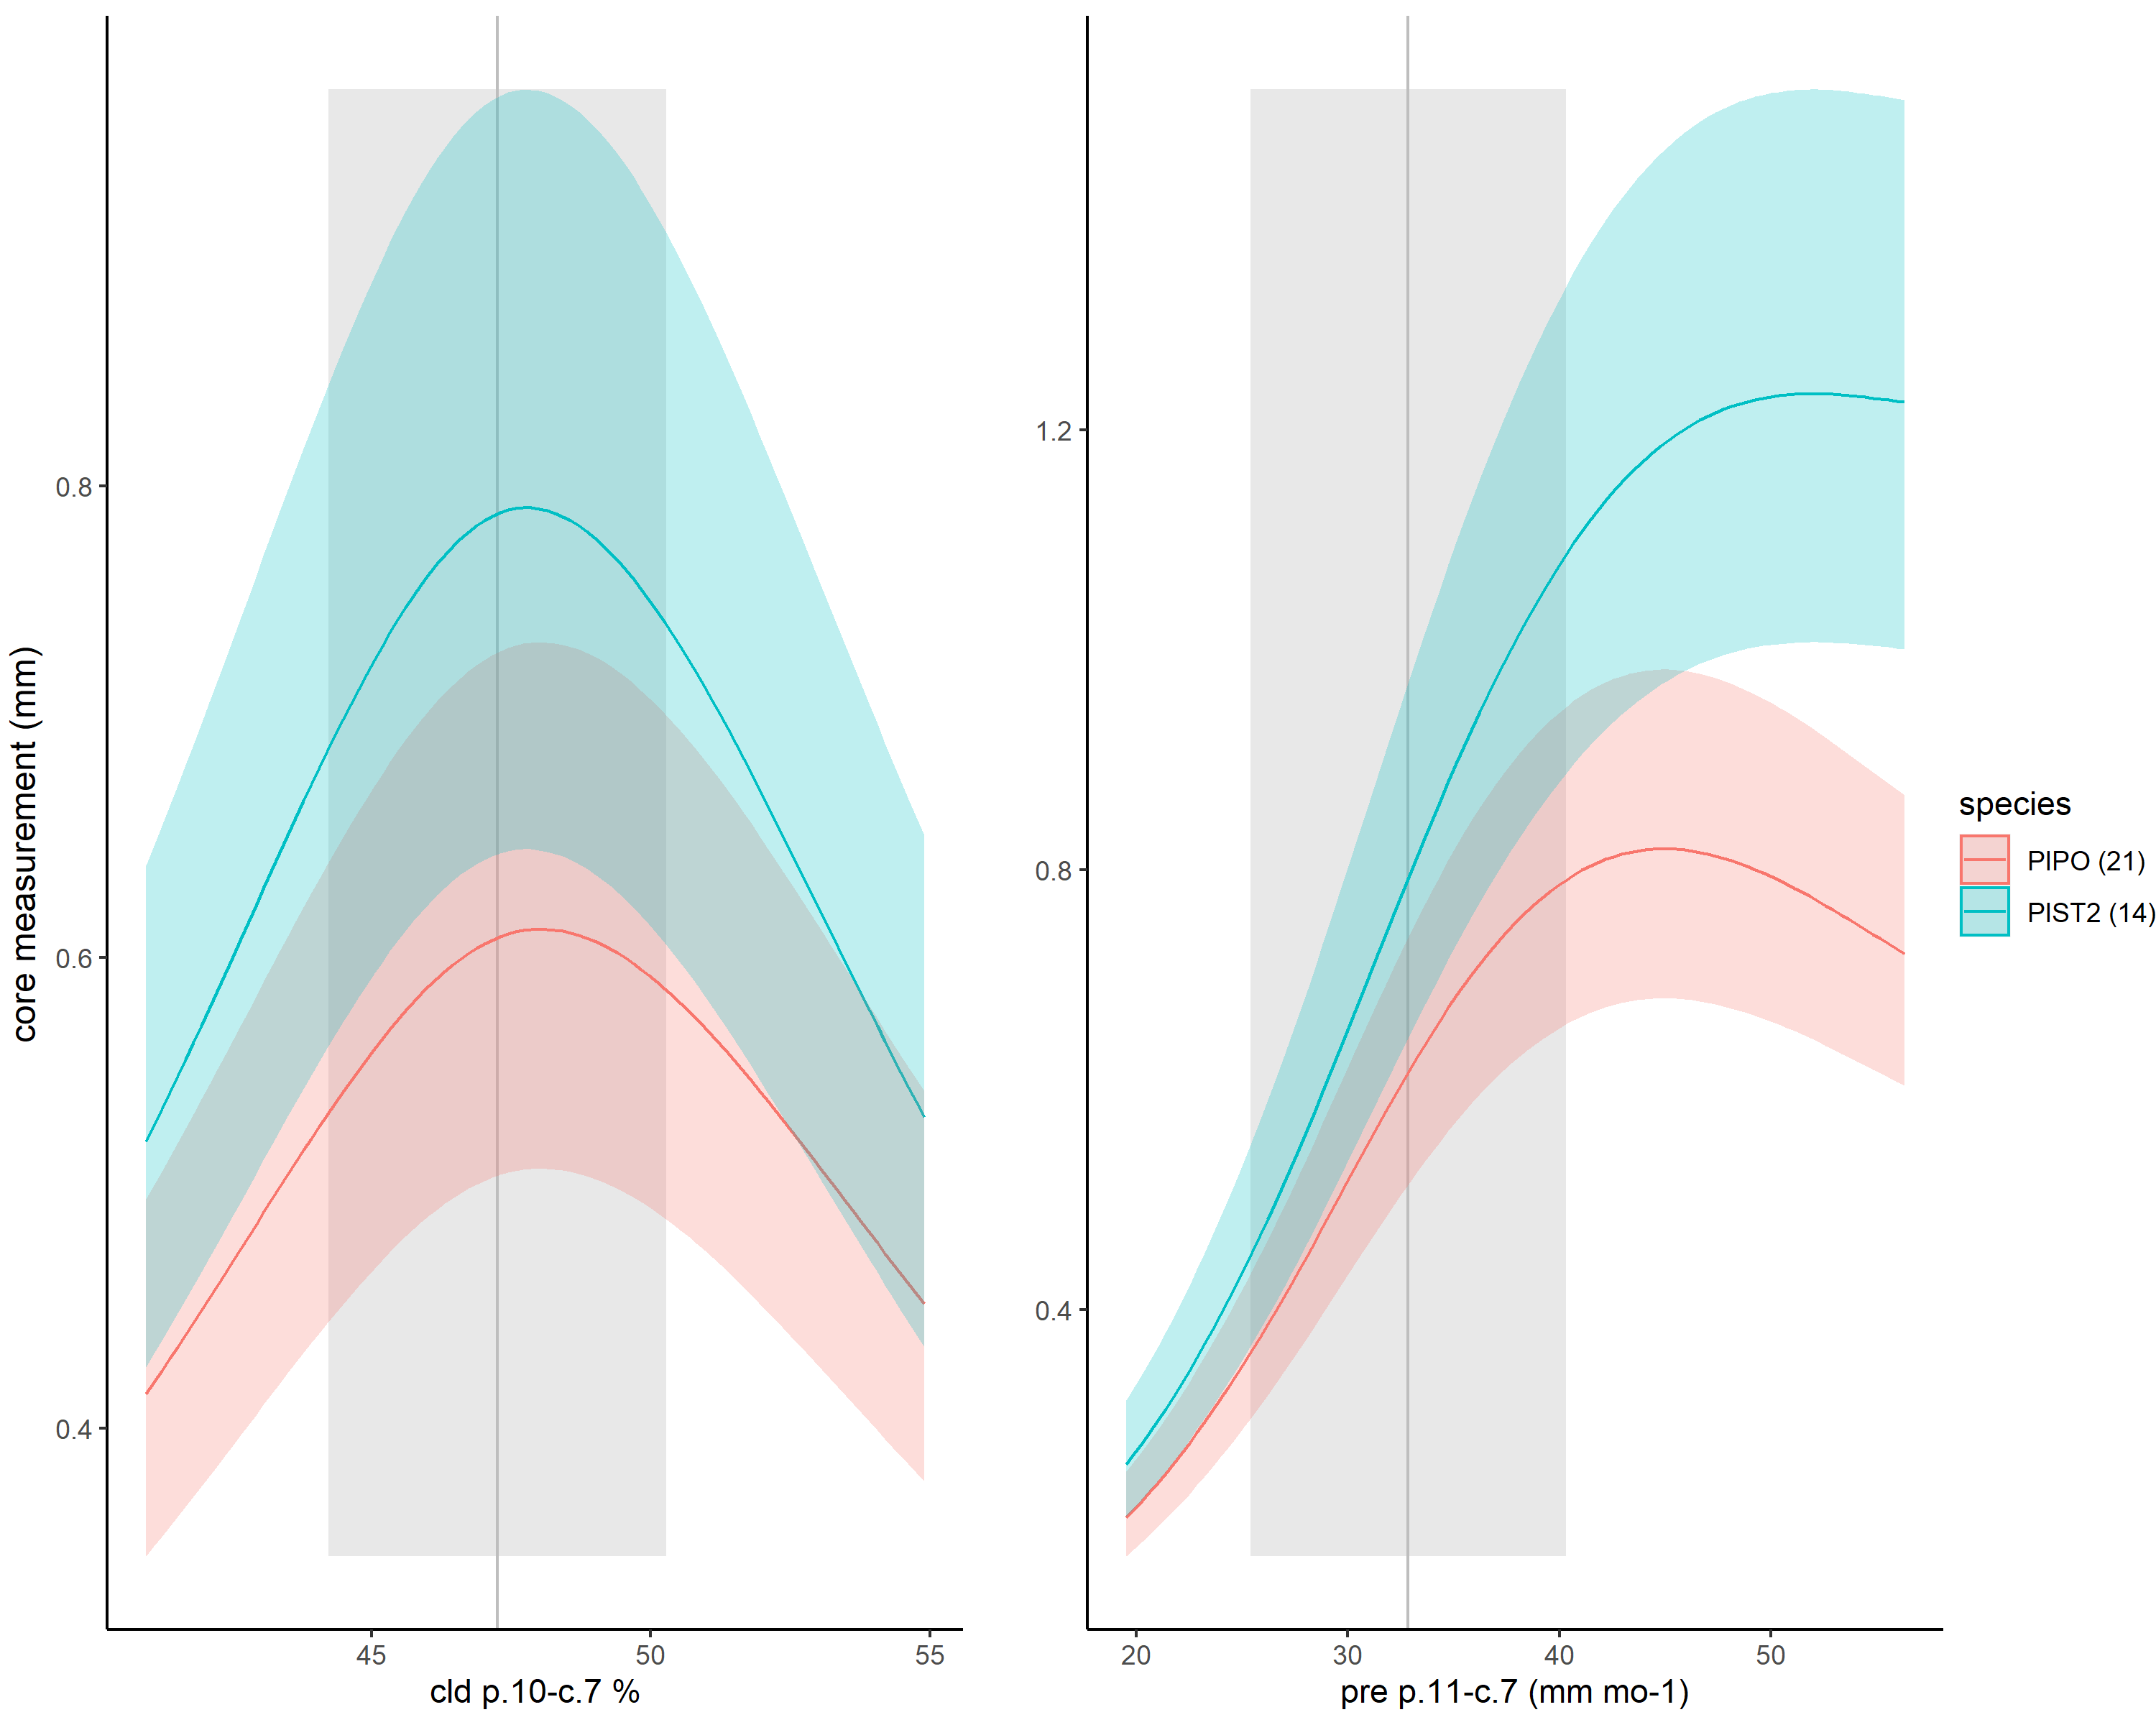 core measurement (mm)
0.8
0.6
0.4
45 50 55
cld p.10-c.7 %
1.2
0.8
0.4
20 30 40 50
pre p.11-c.7 (mm mo-1)
species
PIPO (21)
PIST2 (14)